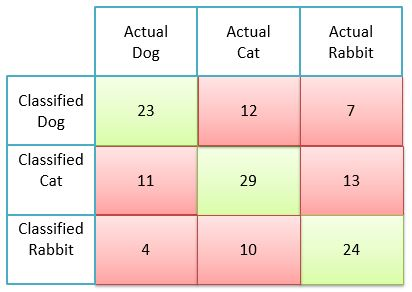 Actual Dog
Actual Cat
Actual Rabbit
Classified Dog
23
12
7
Classified Cat
11
29
13
Classified Rabbit
4
10
24